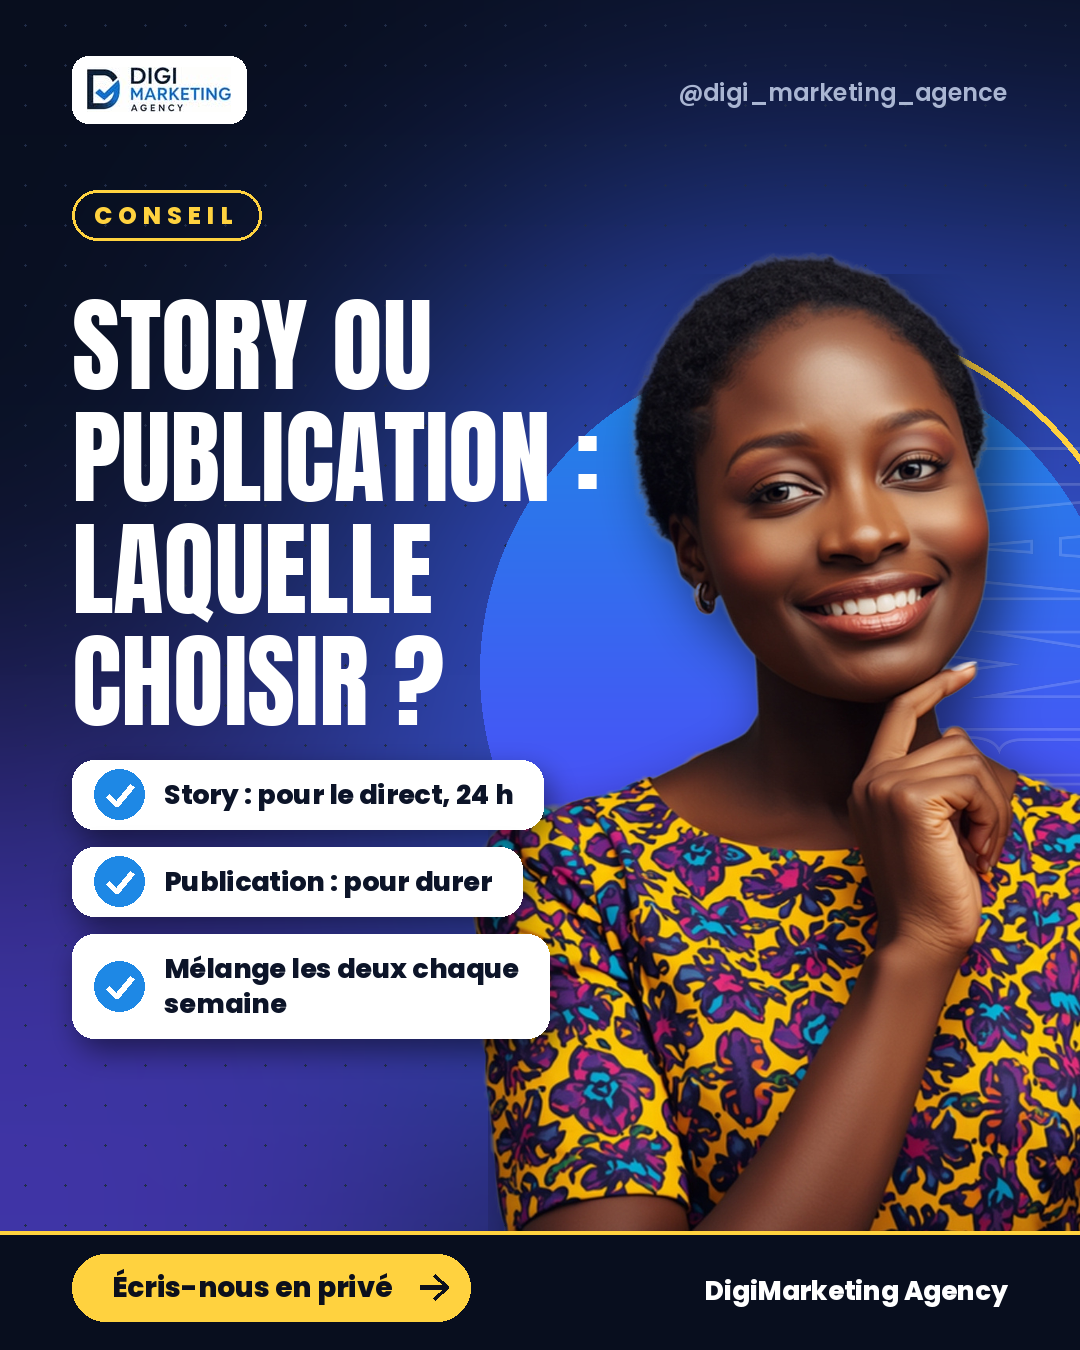 DIGI
MARKETING
AGENCY
@digi_marketing_agence
CONSEIL
STORY OU
PUBLICATION :
LAQUELLE
CHOISIR ?
Story : pour le direct, 24 h
Publication : pour durer
Mélange les deux chaque
semaine
Écris-nous en privé →
DigiMarketing Agency